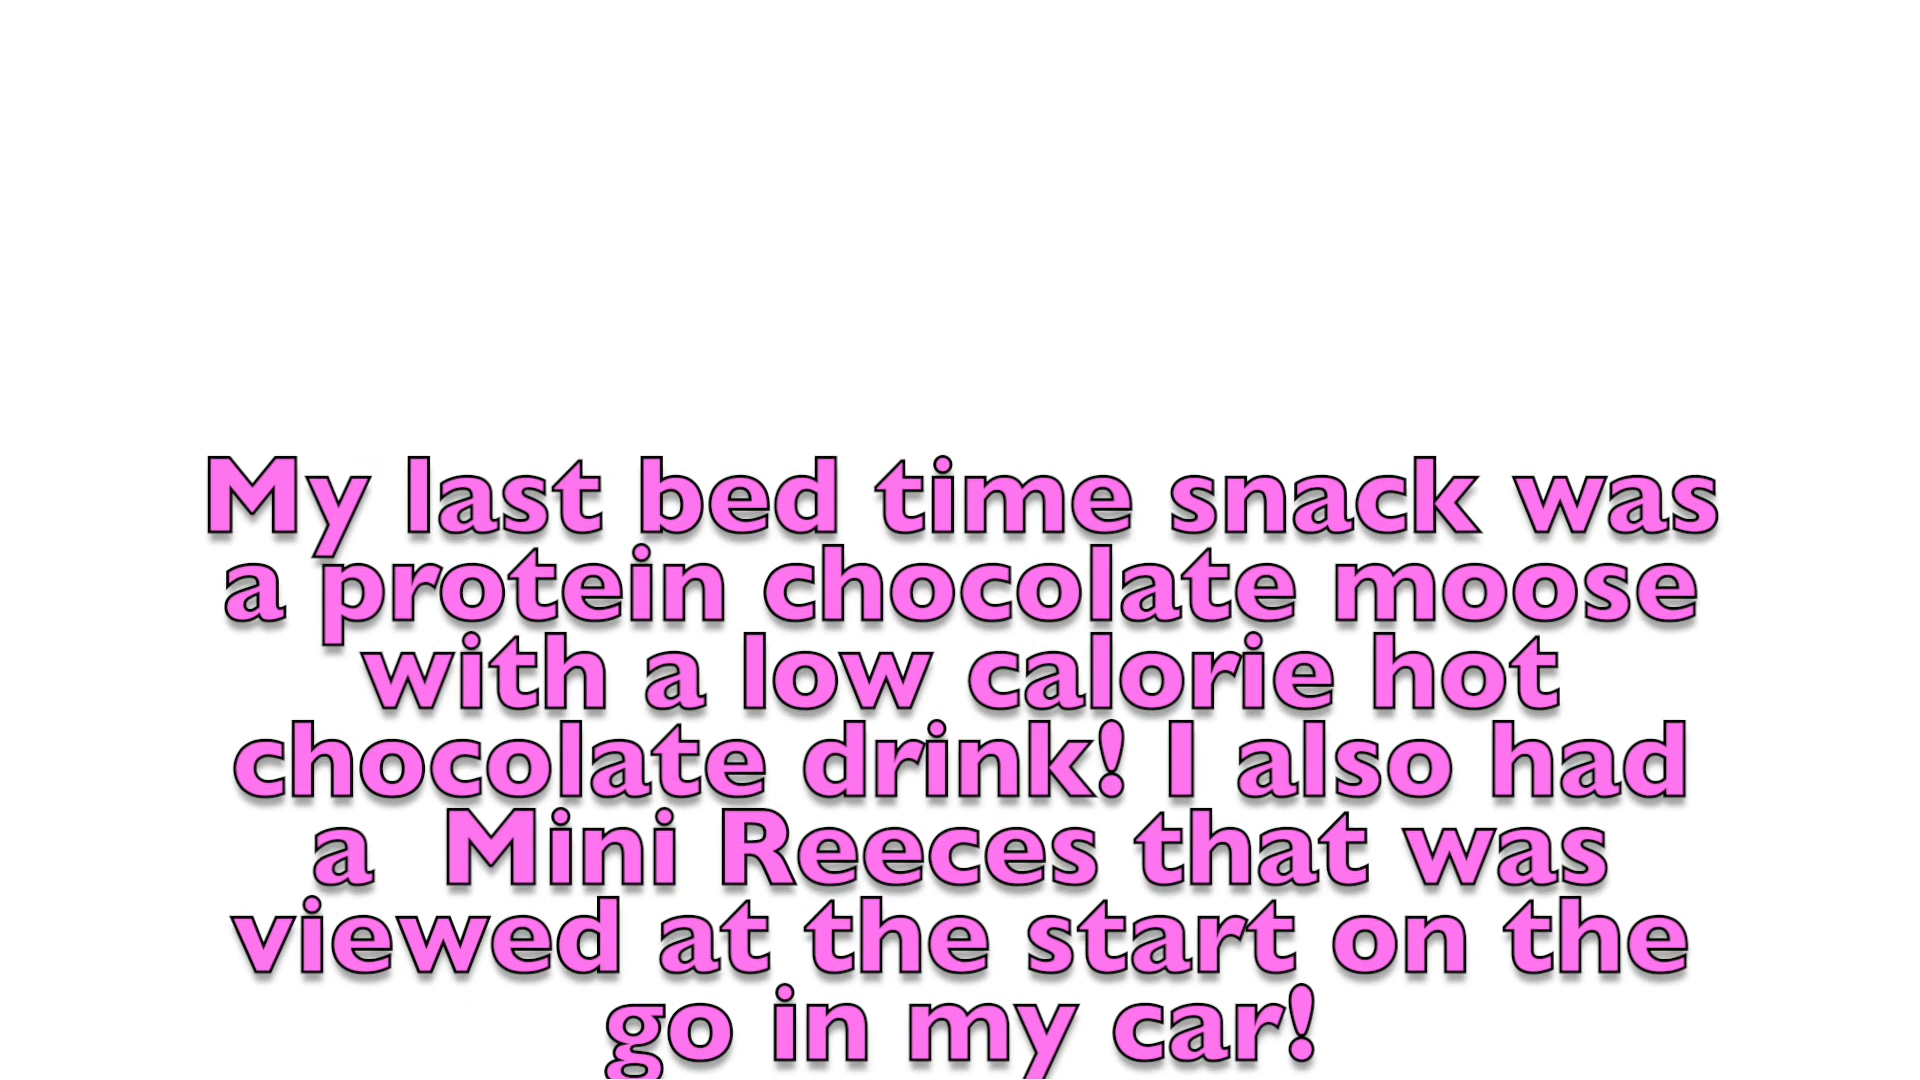 My last bed time snack was
a protein chocolate moose
with a low calorie hot
chocolate drink! I also had
a  Mini Reeces that was
viewed at the start on the
go in my car!